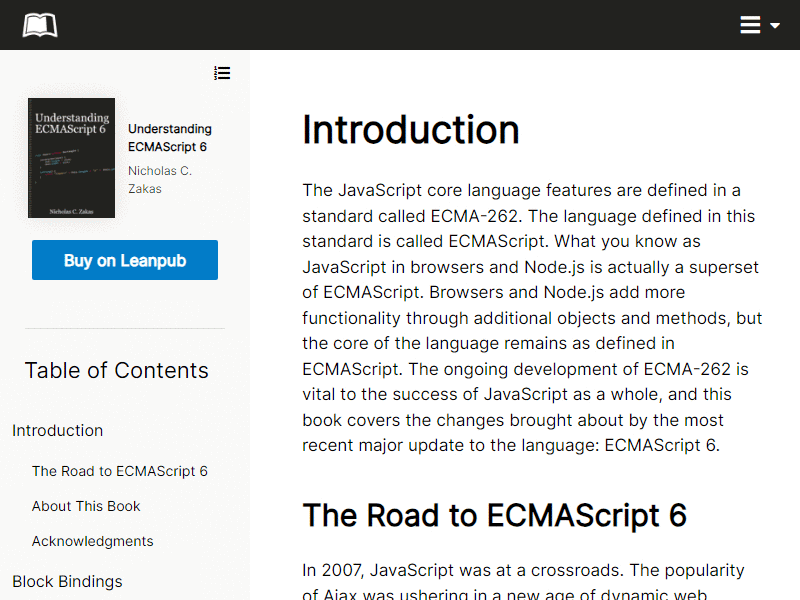 Understanding
ECMAScript 6
Nicholas C. Zakas
Understanding
ECMAScript 6
Nicholas C.
Zakas
Buy on Leanpub
Table of Contents
Introduction
The Road to ECMAScript 6
About This Book
Acknowledgments
Block Bindings
Introduction
The JavaScript core language features are defined in a
standard called ECMA-262. The language defined in this
standard is called ECMAScript. What you know as
JavaScript in browsers and Node.js is actually a superset
of ECMAScript. Browsers and Node.js add more
functionality through additional objects and methods, but
the core of the language remains as defined in
ECMAScript. The ongoing development of ECMA-262 is
vital to the success of JavaScript as a whole, and this
book covers the changes brought about by the most
recent major update to the language: ECMAScript 6.
The Road to ECMAScript 6
In 2007, JavaScript was at a crossroads. The popularity
of Ajax was ushering in a new age of dynamic web